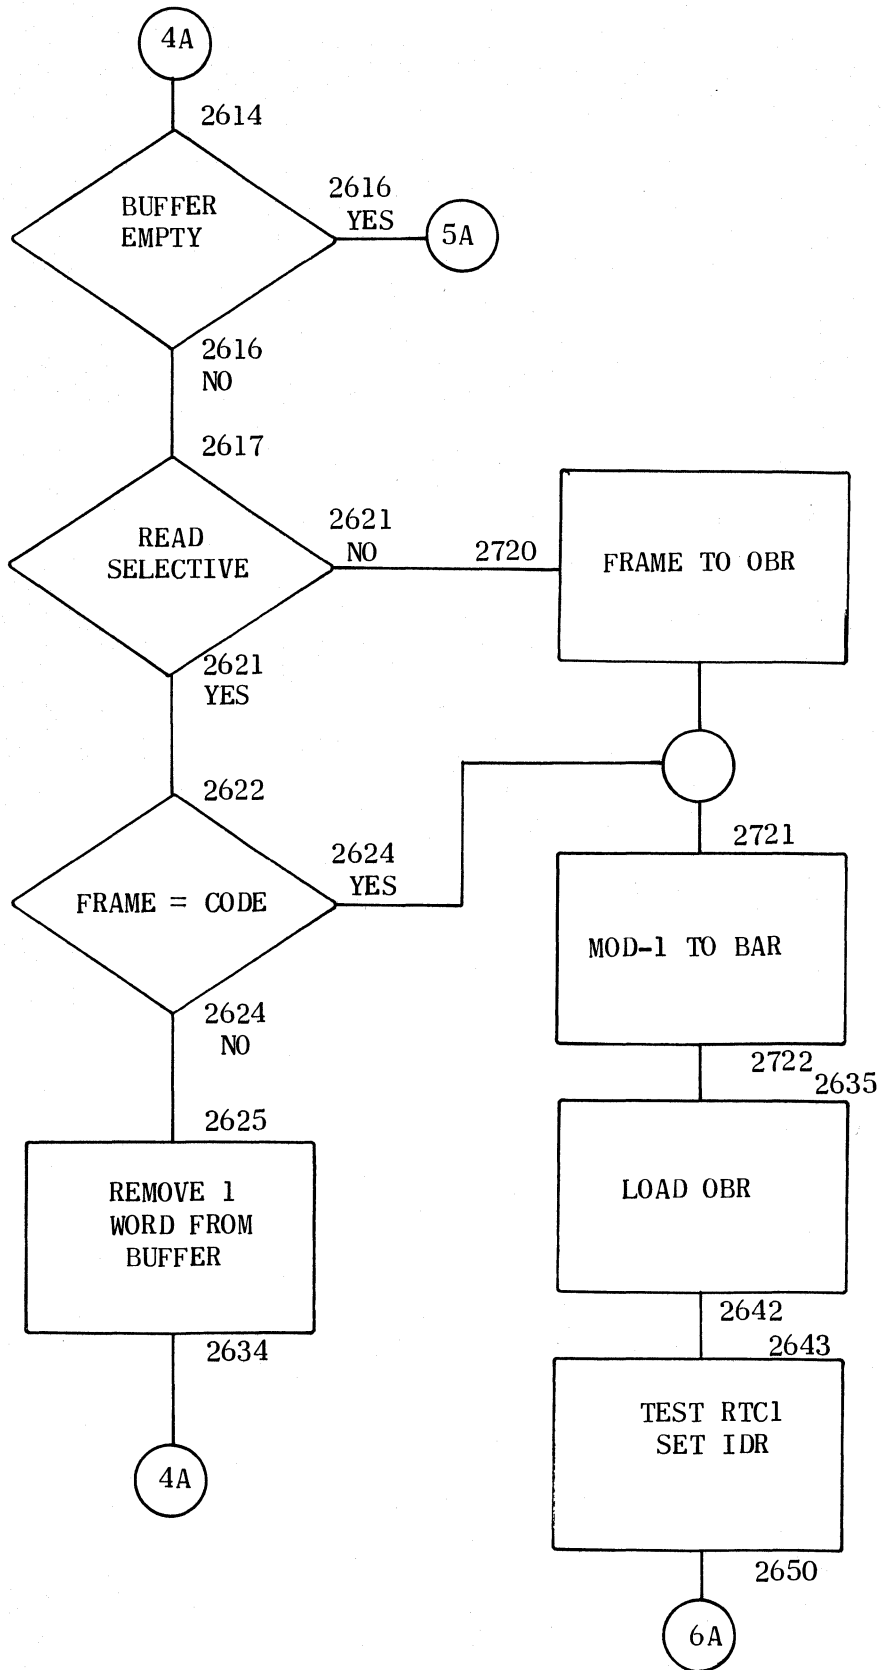 4A
2614
BUFFER
EMPTY
2616
YES
5A
2616
NO
2617
READ
SELECTIVE
2621
NO
2720
FRAME TO OBR
2621
YES
2622
FRAME = CODE
2624
YES
2721
MOD-1 TO BAR
2722
2624
NO
2625
REMOVE 1
WORD FROM
BUFFER
2634
4A
2635
LOAD OBR
2642
2643
TEST RTC1
SET IDR
2650
6A